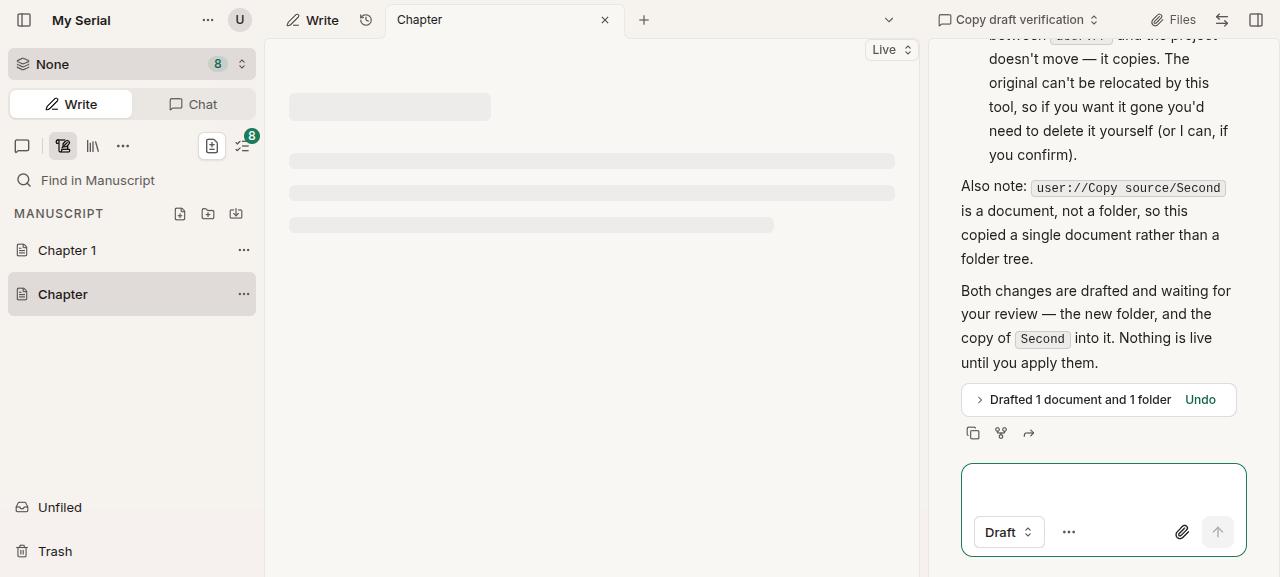 My Serial
U
Write
Chapter
Copy draft verification
Files
None
8
Live
Write
Chat
8
Find in Manuscript
MANUSCRIPT
Chapter 1
Chapter
Unfiled
Trash
doesn't move — it copies. The
original can't be relocated by this
tool, so if you want it gone you'd
need to delete it yourself (or I can, if
you confirm).
Also note: user://Copy source/Second
is a document, not a folder, so this
copied a single document rather than a
folder tree.
Both changes are drafted and waiting for
your review — the new folder, and the
copy of Second into it. Nothing is live
until you apply them.
Drafted 1 document and 1 folder Undo
Draft